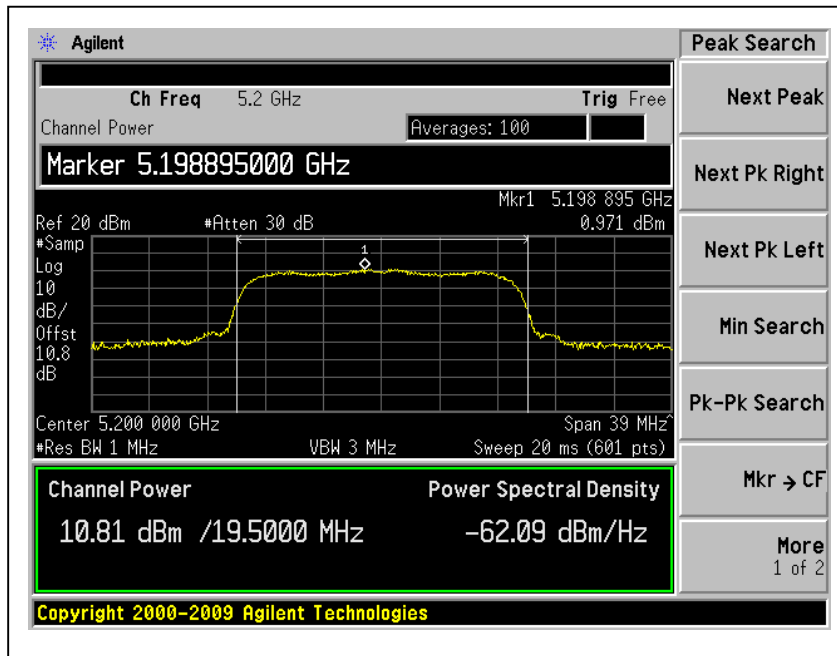 Agilent
Peak Search
Ch Freq 5.2 GHz Trig Free
Channel Power Averages: 100
Marker 5.198895000 GHz
Mkr1 5.198 895 GHz
Ref 20 dBm #Atten 30 dB 0.971 dBm
#Samp
Log
10
dB/
Offst
10.8
dB
1
Center 5.200 000 GHz Span 39 MHz^
#Res BW 1 MHz VBW 3 MHz Sweep 20 ms (601 pts)
Channel Power Power Spectral Density
10.81 dBm /19.5000 MHz -62.09 dBm/Hz
Copyright 2000-2009 Agilent Technologies
Next Peak
Next Pk Right
Next Pk Left
Min Search
Pk-Pk Search
Mkr → CF
More
1 of 2